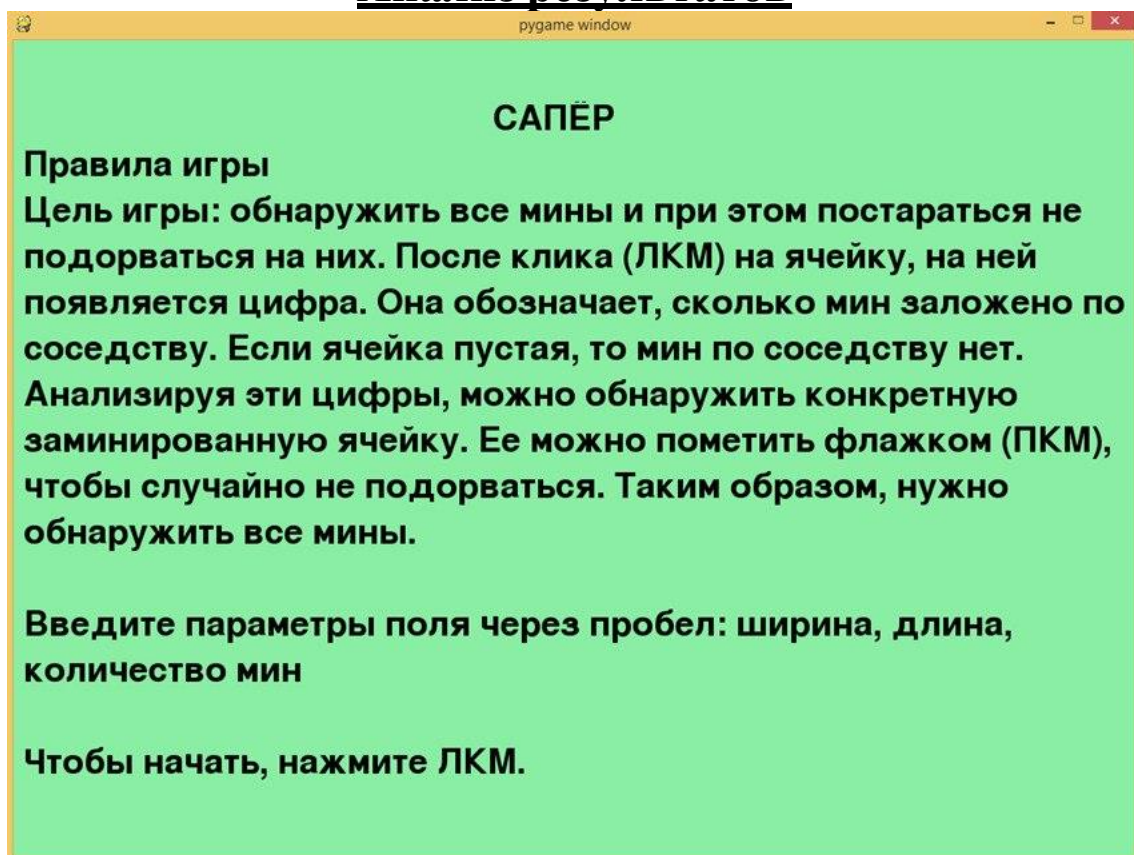 pygame window
САПЁР
Правила игры
Цель игры: обнаружить все мины и при этом постараться не
подорваться на них. После клика (ЛКМ) на ячейку, на ней
появляется цифра. Она обозначает, сколько мин заложено по
соседству. Если ячейка пустая, то мин по соседству нет.
Анализируя эти цифры, можно обнаружить конкретную
заминированную ячейку. Ее можно пометить флажком (ПКМ),
чтобы случайно не подорваться. Таким образом, нужно
обнаружить все мины.
Введите параметры поля через пробел: ширина, длина,
количество мин
Чтобы начать, нажмите ЛКМ.